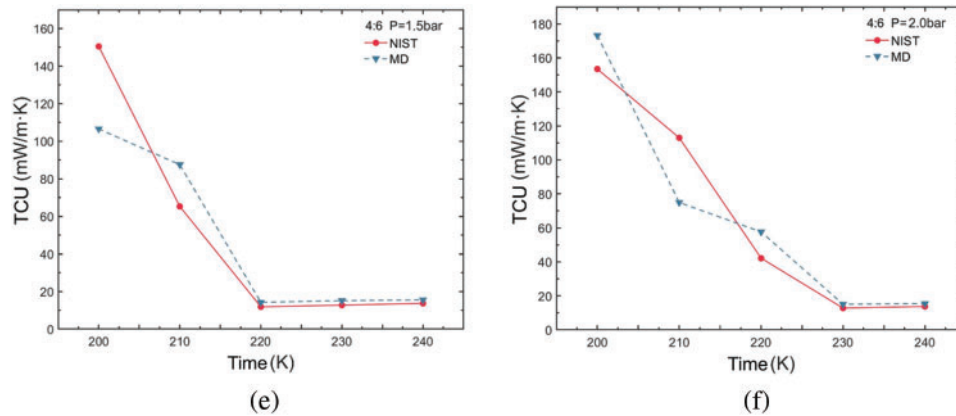 4:6 P=1.5bar
NIST
MD
160
140
120
100
80
60
40
20
0
TCU (mW/m·K)
200 210 220 230 240
Time (K)
(e)
4:6 P=2.0bar
NIST
MD
180
160
140
120
100
80
60
40
20
0
TCU (mW/m·K)
200 210 220 230 240
Time (K)
(f)